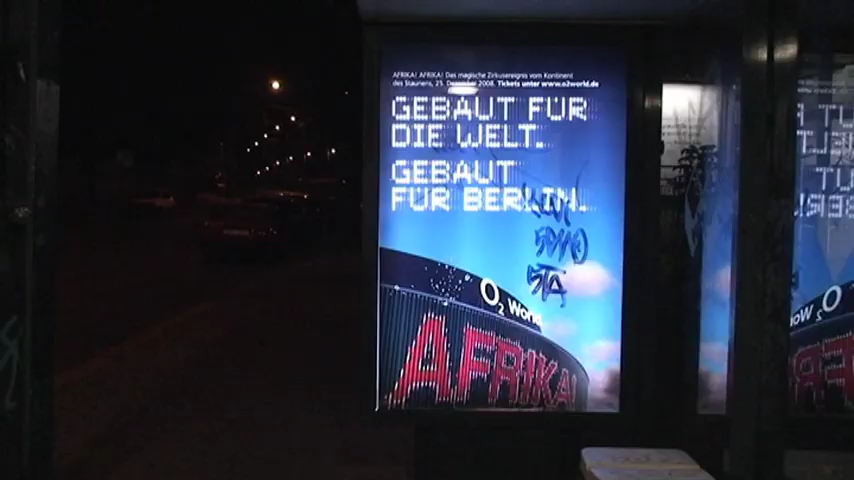 AFRIKA! AFRIKA! Das magische Zirkusereignis vom Kontinent
des Staunens, 25. Dezember 2008. Tickets unter www.o2world.de
GEBAUT FÜR
DIE WELT.
GEBAUT
FÜR BERLIN.
O2 World
AFRIKA!